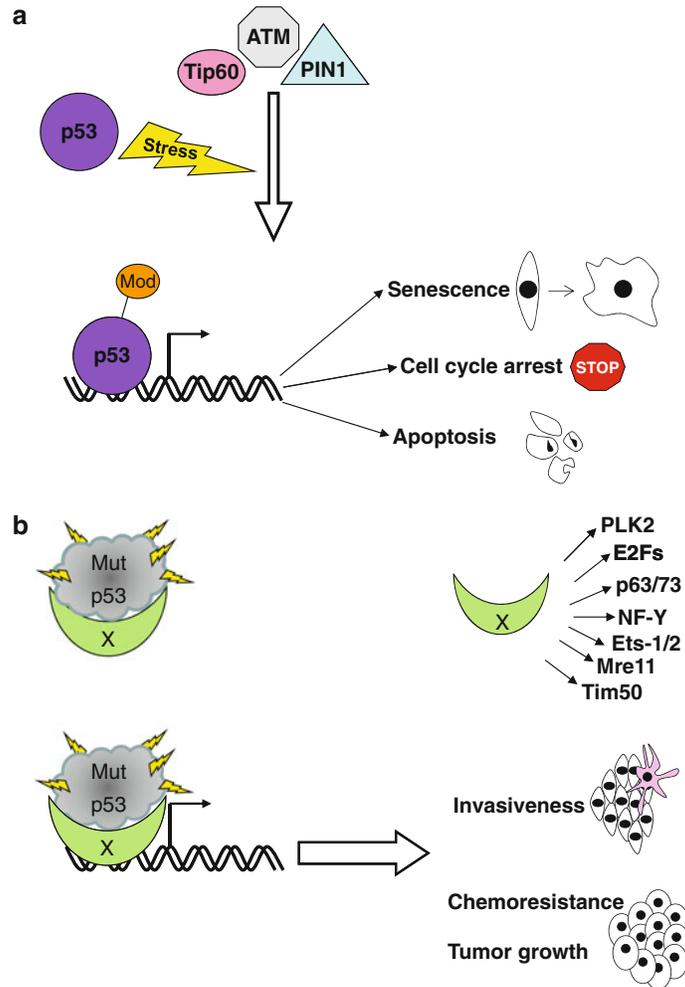 a
ATM
Tip60
PIN1
p53
Stress
Mod
p53
Senescence
Cell cycle arrest STOP
Apoptosis
b
Mut
p53
X
X
PLK2
E2Fs
p63/73
NF-Y
Ets-1/2
Mre11
Tim50
Mut
p53
X
Invasiveness
Chemoresistance
Tumor growth